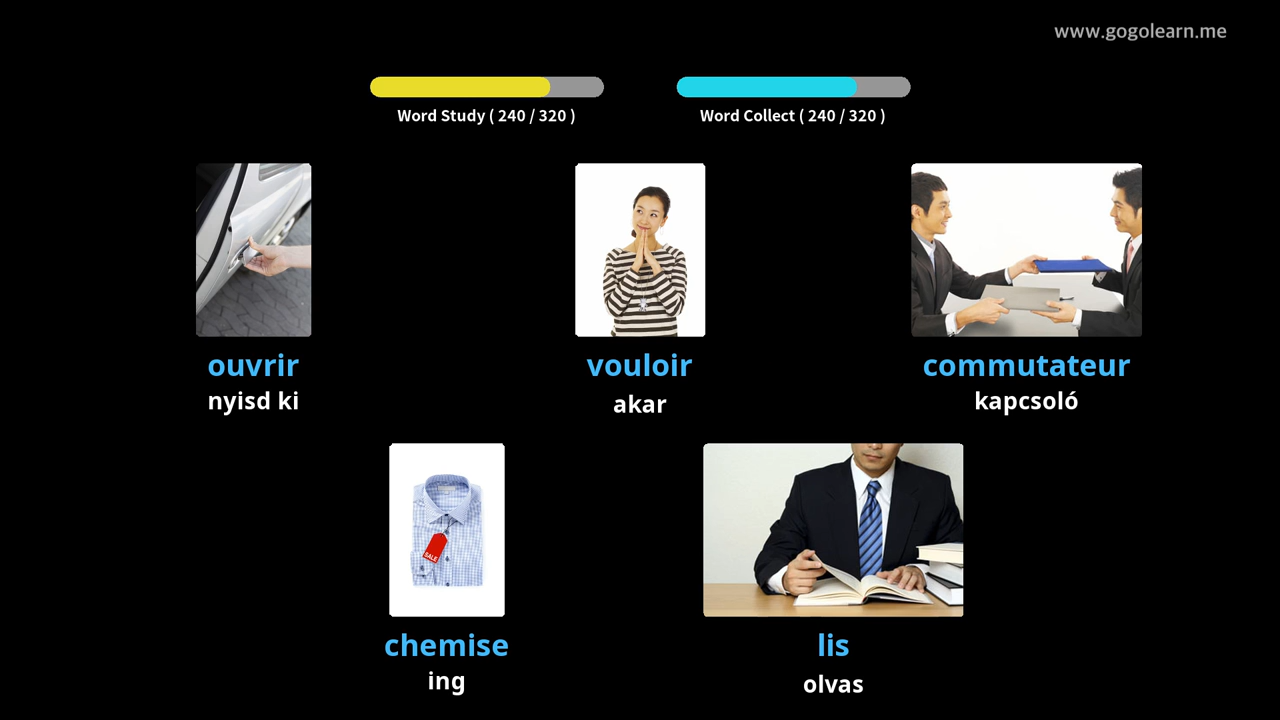 www.gogolearn.me
Word Study ( 240 / 320 )
Word Collect ( 240 / 320 )
ouvrir
nyisd ki
vouloir
akar
commutateur
kapcsoló
SALE
chemise
ing
lis
olvas